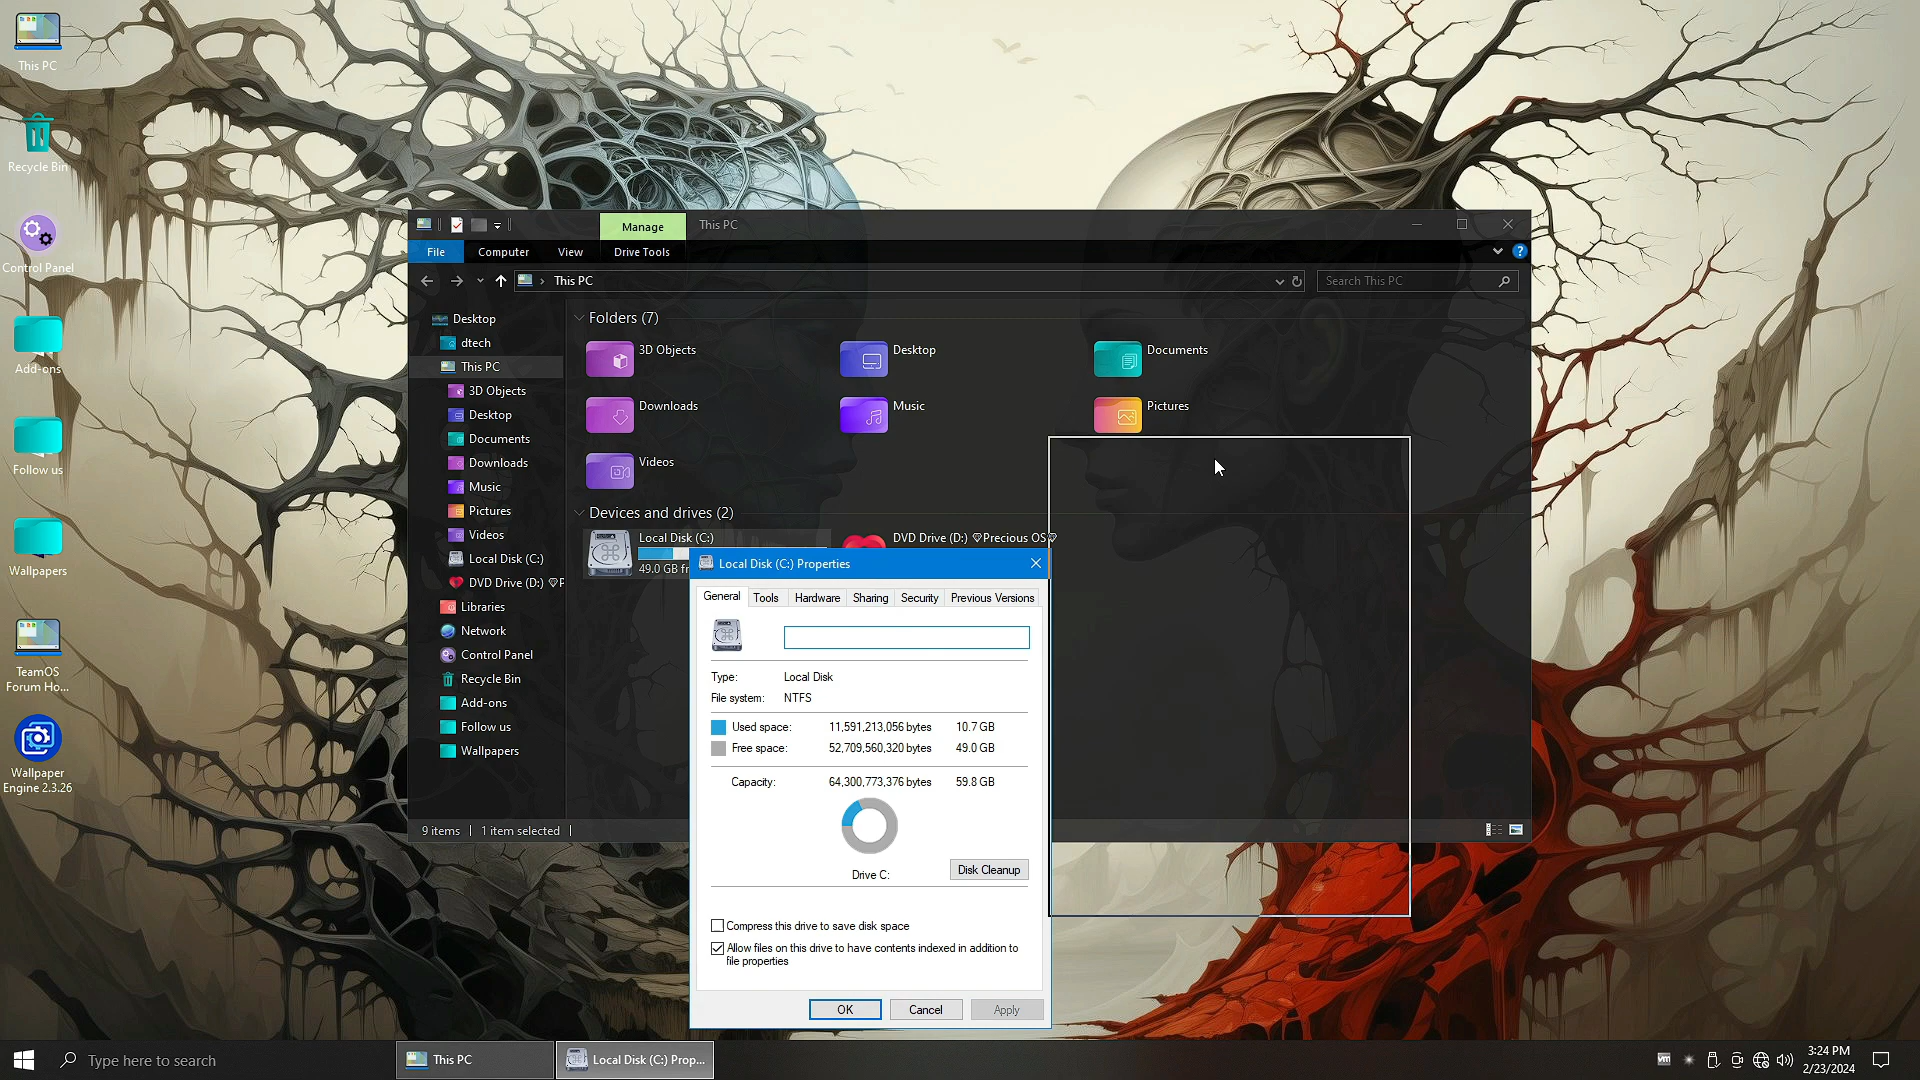 This PC
Recycle Bin
Control Panel
Add-ons
Follow us
Wallpapers
TeamOS
Forum Ho...
Wallpaper
Engine 2.3.26
Manage
This PC
File
Computer
View
Drive Tools
?
This PC
Search This PC
Desktop
dtech
This PC
3D Objects
Desktop
Documents
Downloads
Music
Pictures
Videos
Local Disk (C:)
DVD Drive (D:)
Libraries
Network
Control Panel
Recycle Bin
Add-ons
Follow us
Wallpapers
Folders (7)
3D Objects
Desktop
Documents
Downloads
Music
Pictures
Videos
Devices and drives (2)
Local Disk (C:)
49.0 GB fr
DVD Drive (D:) 💎Precious OS💎
9 items
1 item selected
Local Disk (C:) Properties
General
Tools
Hardware
Sharing
Security
Previous Versions
Type: Local Disk
File system: NTFS
Used space: 11,591,213,056 bytes 10.7 GB
Free space: 52,709,560,320 bytes 49.0 GB
Capacity: 64,300,773,376 bytes 59.8 GB
Drive C:
Disk Cleanup
Compress this drive to save disk space
Allow files on this drive to have contents indexed in addition to
file properties
OK
Cancel
Apply
Type here to search
This PC
Local Disk (C:) Prop...
vm
3:24 PM
2/23/2024